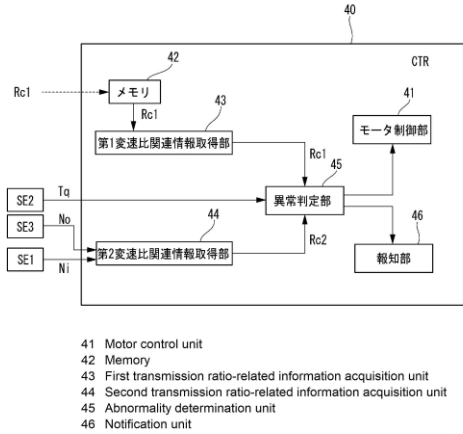 40
CTR
42
メモリ
Rc1
Rc1
43
第1変速比関連情報取得部
41
モータ制御部
Rc1
45
異常判定部
SE2
Tq
SE3
No
44
第2変速比関連情報取得部
Rc2
SE1
Ni
46
報知部
41 Motor control unit
42 Memory
43 First transmission ratio-related information acquisition unit
44 Second transmission ratio-related information acquisition unit
45 Abnormality determination unit
46 Notification unit